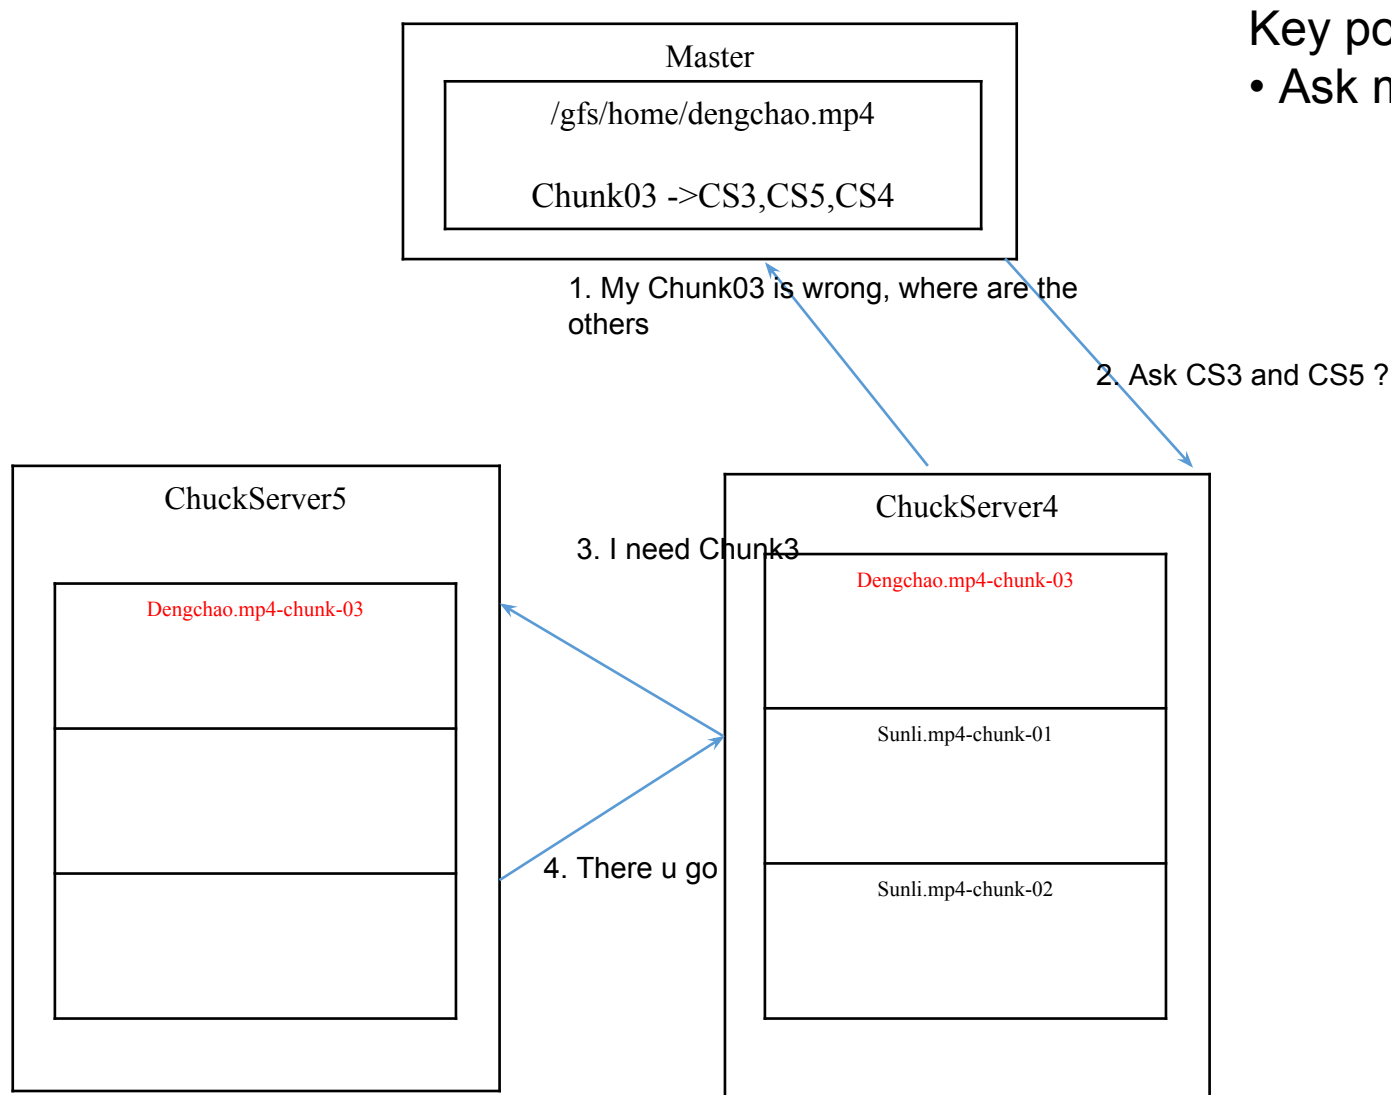 Key po
• Ask m
Master
/gfs/home/dengchao.mp4
Chunk03 ->CS3,CS5,CS4
1. My Chunk03 is wrong, where are the
others
2. Ask CS3 and CS5 ?
ChuckServer5
ChuckServer4
3. I need Chunk3
Dengchao.mp4-chunk-03
Dengchao.mp4-chunk-03
Sunli.mp4-chunk-01
4. There u go
Sunli.mp4-chunk-02